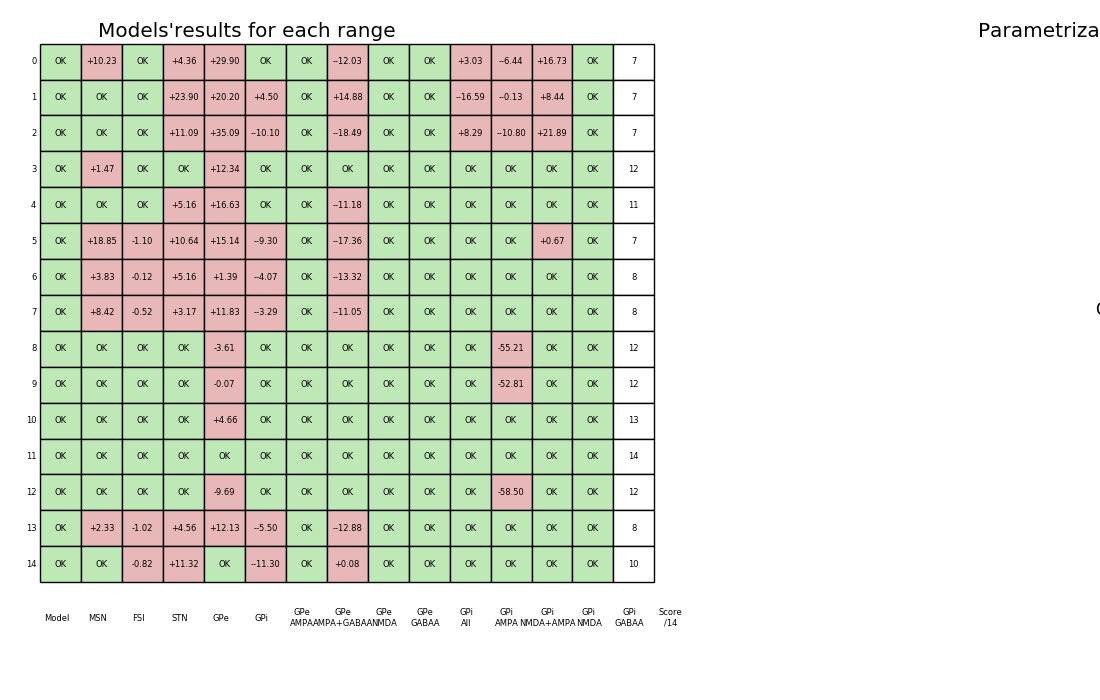 Models'results for each range
Parametriza
0 OK +10.23 OK +4.36 +29.90 OK OK --12.03 OK OK +3.03 --6.44 +16.73 OK 7
1 OK OK OK +23.90 +20.20 +4.50 OK +14.88 OK OK --16.59 --0.13 +8.44 OK 7
2 OK OK OK +11.09 +35.09 --10.10 OK --18.49 OK OK +8.29 --10.80 +21.89 OK 7
3 OK +1.47 OK OK +12.34 OK OK OK OK OK OK OK OK OK 12
4 OK OK OK +5.16 +16.63 OK OK --11.18 OK OK OK OK OK OK 11
5 OK +18.85 -1.10 +10.64 +15.14 --9.30 OK --17.36 OK OK OK OK +0.67 OK 7
6 OK +3.83 -0.12 +5.16 +1.39 --4.07 OK --13.32 OK OK OK OK OK OK 8
7 OK +8.42 -0.52 +3.17 +11.83 --3.29 OK --11.05 OK OK OK OK OK OK 8
8 OK OK OK OK -3.61 OK OK OK OK OK OK -55.21 OK OK 12
9 OK OK OK OK -0.07 OK OK OK OK OK OK -52.81 OK OK 12
10 OK OK OK OK +4.66 OK OK OK OK OK OK OK OK OK 13
11 OK OK OK OK OK OK OK OK OK OK OK OK OK OK 14
12 OK OK OK OK -9.69 OK OK OK OK OK OK -58.50 OK OK 12
13 OK +2.33 -1.02 +4.56 +12.13 --5.50 OK --12.88 OK OK OK OK OK OK 8
14 OK OK -0.82 +11.32 OK --11.30 OK +0.08 OK OK OK OK OK OK 10
GPe GPe GPe GPe GPi GPi GPi GPi GPi Score
Model MSN FSI STN GPe GPi
AMPA AMPA+GABAA NMDA GABAA All AMPA NMDA+AMPA NMDA GABAA /14